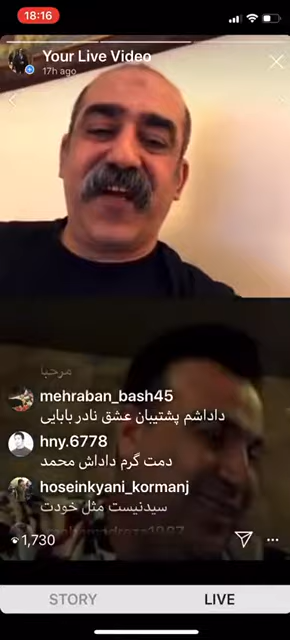 18:16
Your Live Video
17h ago
مرحبا
mehraban_bash45
داداشم پشتیبان عشق نادر بابایی
hny.6778
دمت گرم داداش محمد
hoseinkyani_kormanj
سیدنیست مثل خودت
1,730
STORY
LIVE